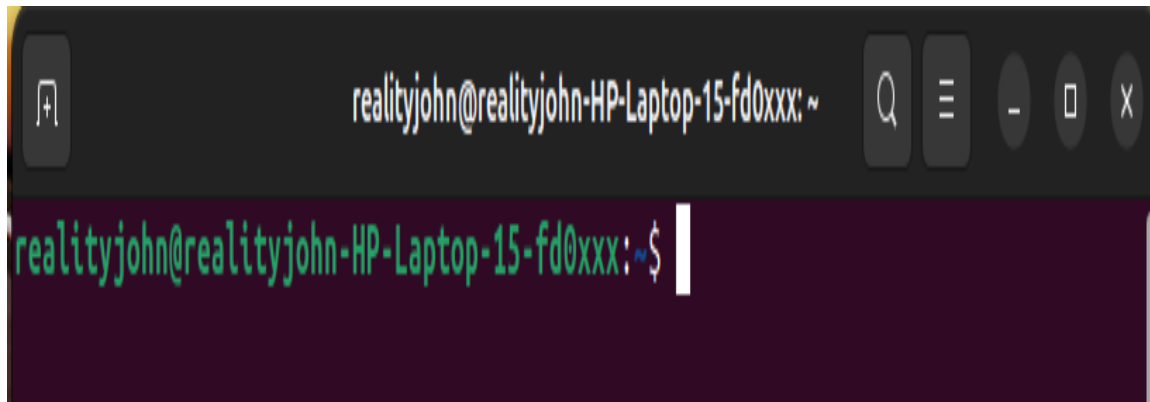 realityjohn@realityjohn-HP-Laptop-15-fd0xxx: ~
realityjohn@realityjohn-HP-Laptop-15-fd0xxx:~$